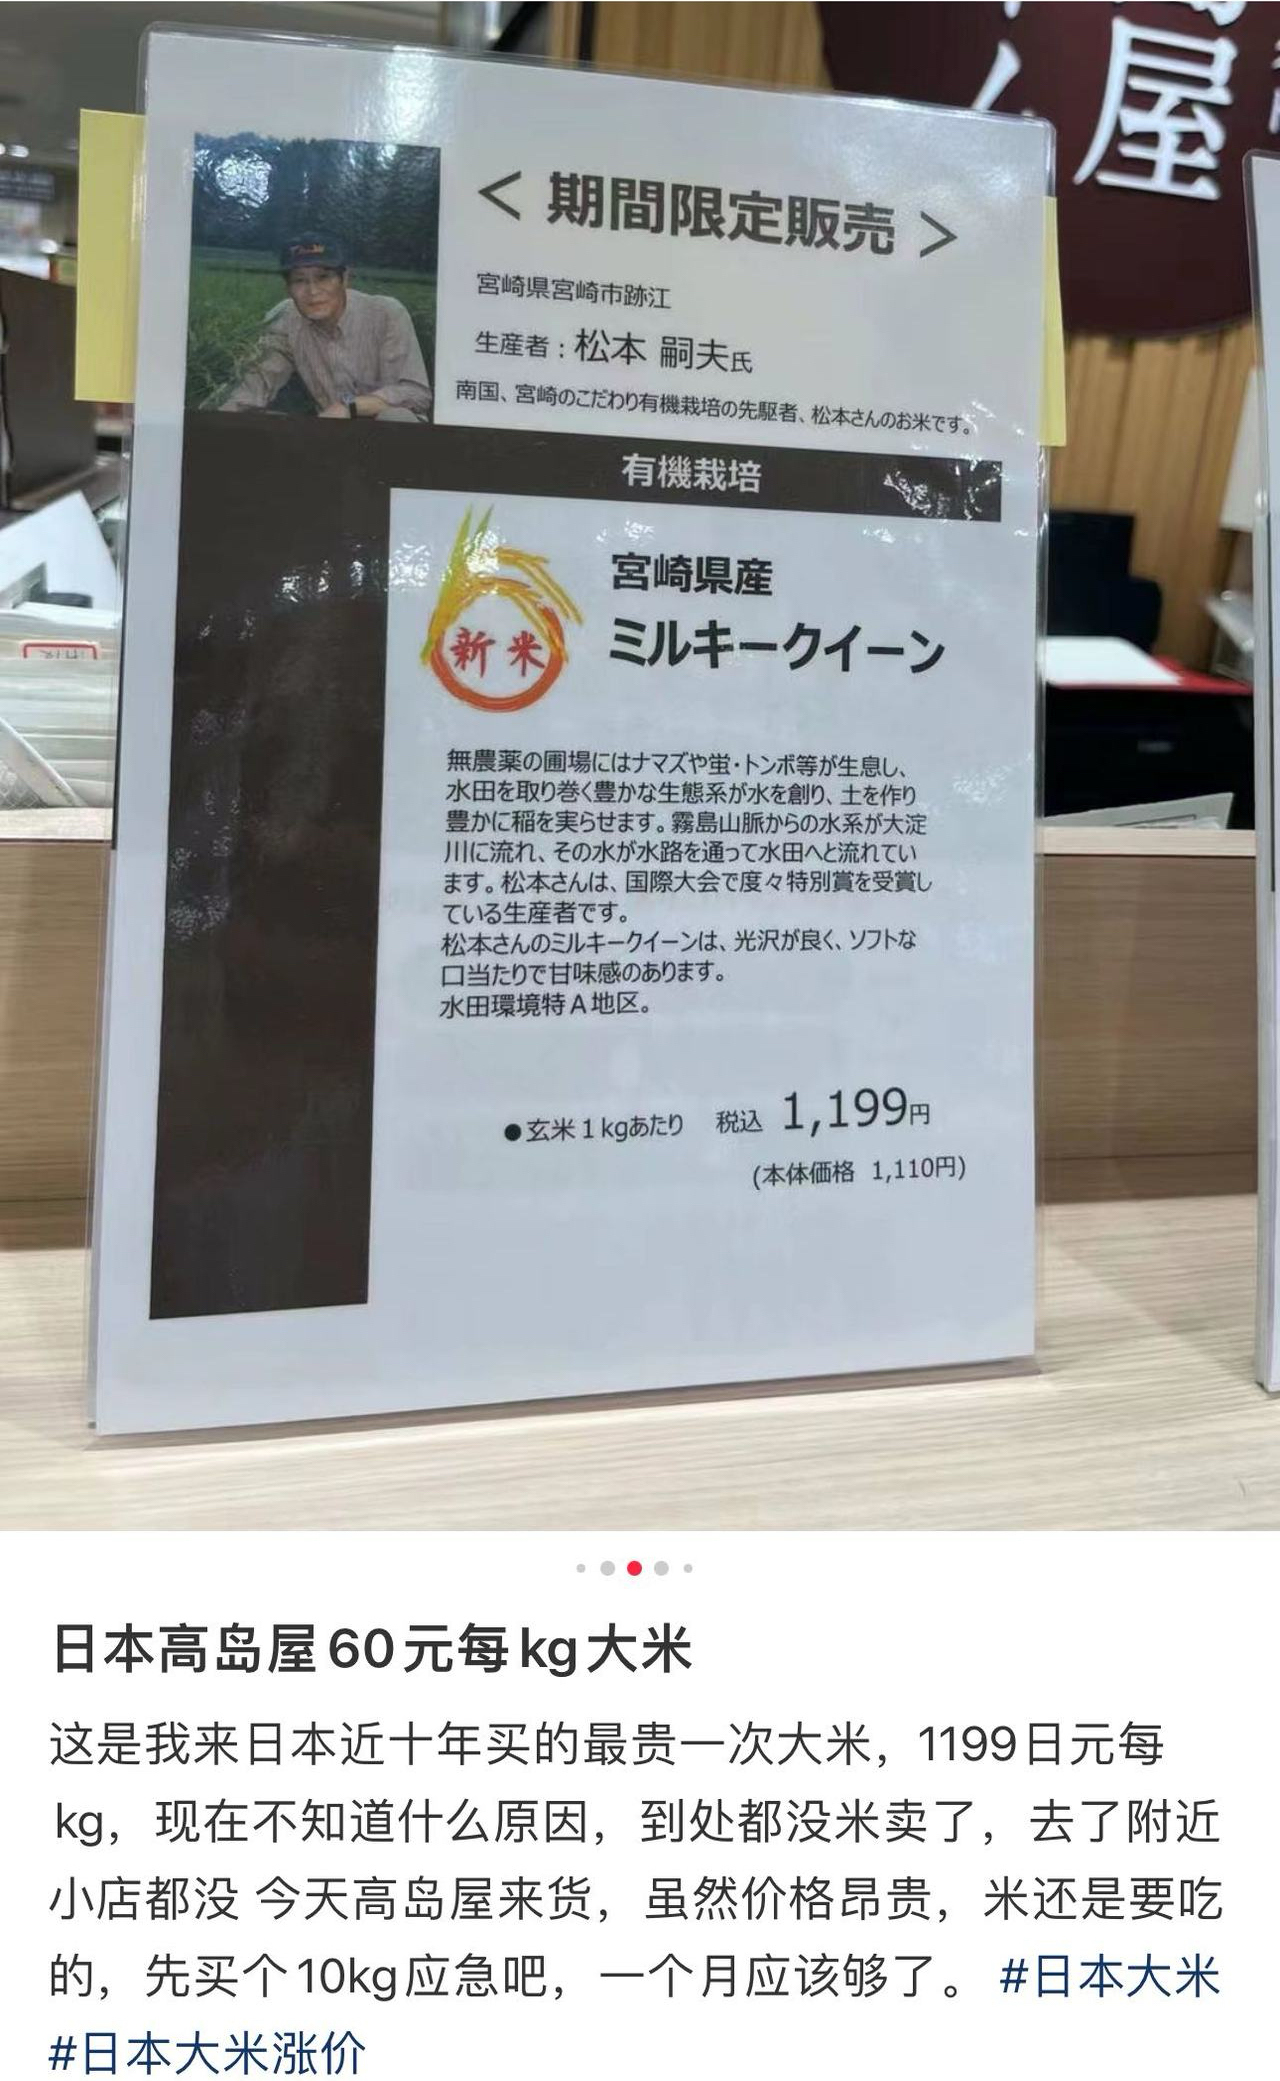 屋
＜ 期間限定販売 ＞
宮崎県宮崎市跡江
生産者：松本 嗣夫氏
南国、宮崎のこだわり有機栽培の先駆者、松本さんのお米です。
有機栽培
新米
宮崎県産
ミルキークイーン
無農薬の圃場にはナマズや蛍・トンボ等が生息し、
水田を取り巻く豊かな生態系が水を創り、土を作り
豊かに稲を実らせます。霧島山脈からの水系が大淀
川に流れ、その水が水路を通って水田へと流れてい
ます。松本さんは、国際大会で度々特別賞を受賞し
ている生産者です。
松本さんのミルキークイーンは、光沢が良く、ソフトな
口当たりで甘味感のあります。
水田環境特A地区。
●玄米1kgあたり 税込 1,199円
(本体価格 1,110円)
日本高岛屋60元每kg大米
这是我来日本近十年买的最贵一次大米，1199日元每
kg，现在不知道什么原因，到处都没米卖了，去了附近
小店都没 今天高岛屋来货，虽然价格昂贵，米还是要吃
的，先买个10kg应急吧，一个月应该够了。 #日本大米
#日本大米涨价